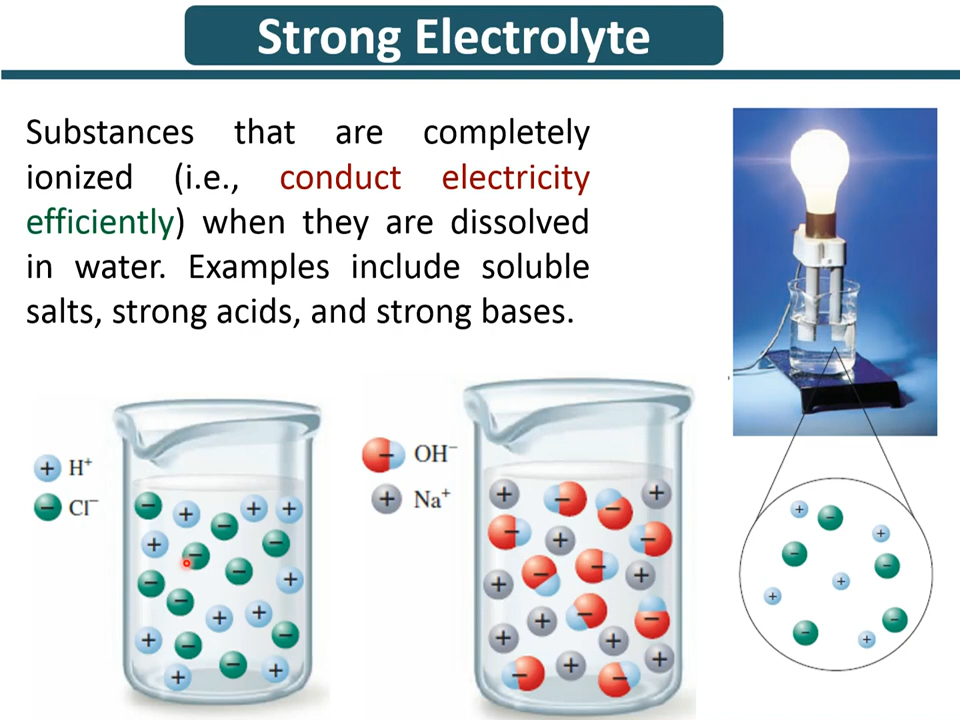 Strong Electrolyte
Substances that are completely
ionized (i.e., conduct electricity
efficiently) when they are dissolved
in water. Examples include soluble
salts, strong acids, and strong bases.
H⁺
Cl⁻
OH⁻
Na⁺